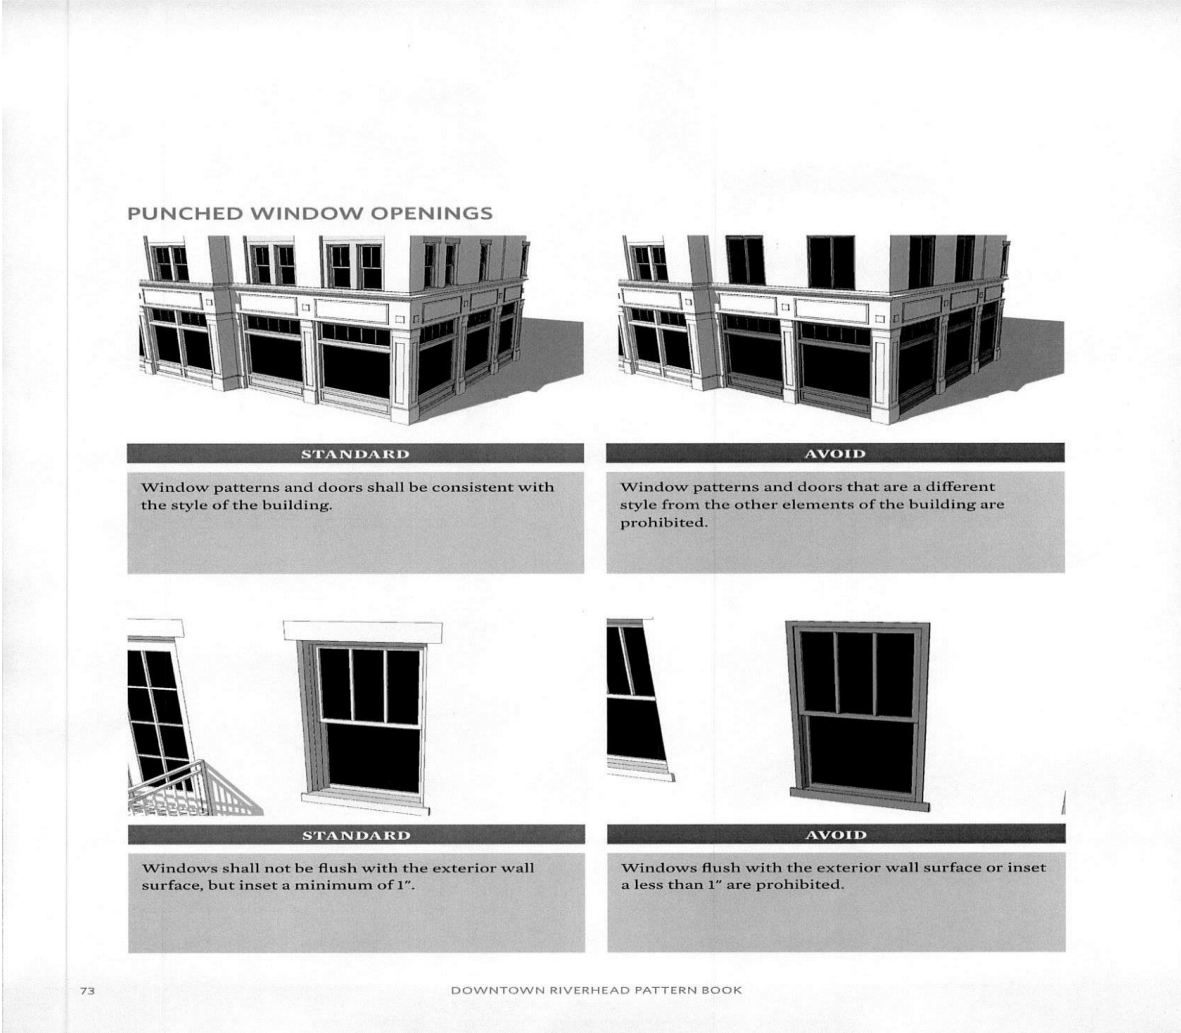 PUNCHED WINDOW OPENINGS
STANDARD
Window patterns and doors shall be consistent with
the style of the building.
AVOID
Window patterns and doors that are a different
style from the other elements of the building are
prohibited.
STANDARD
Windows shall not be flush with the exterior wall
surface, but inset a minimum of 1".
AVOID
Windows flush with the exterior wall surface or inset
a less than 1" are prohibited.
73
DOWNTOWN RIVERHEAD PATTERN BOOK